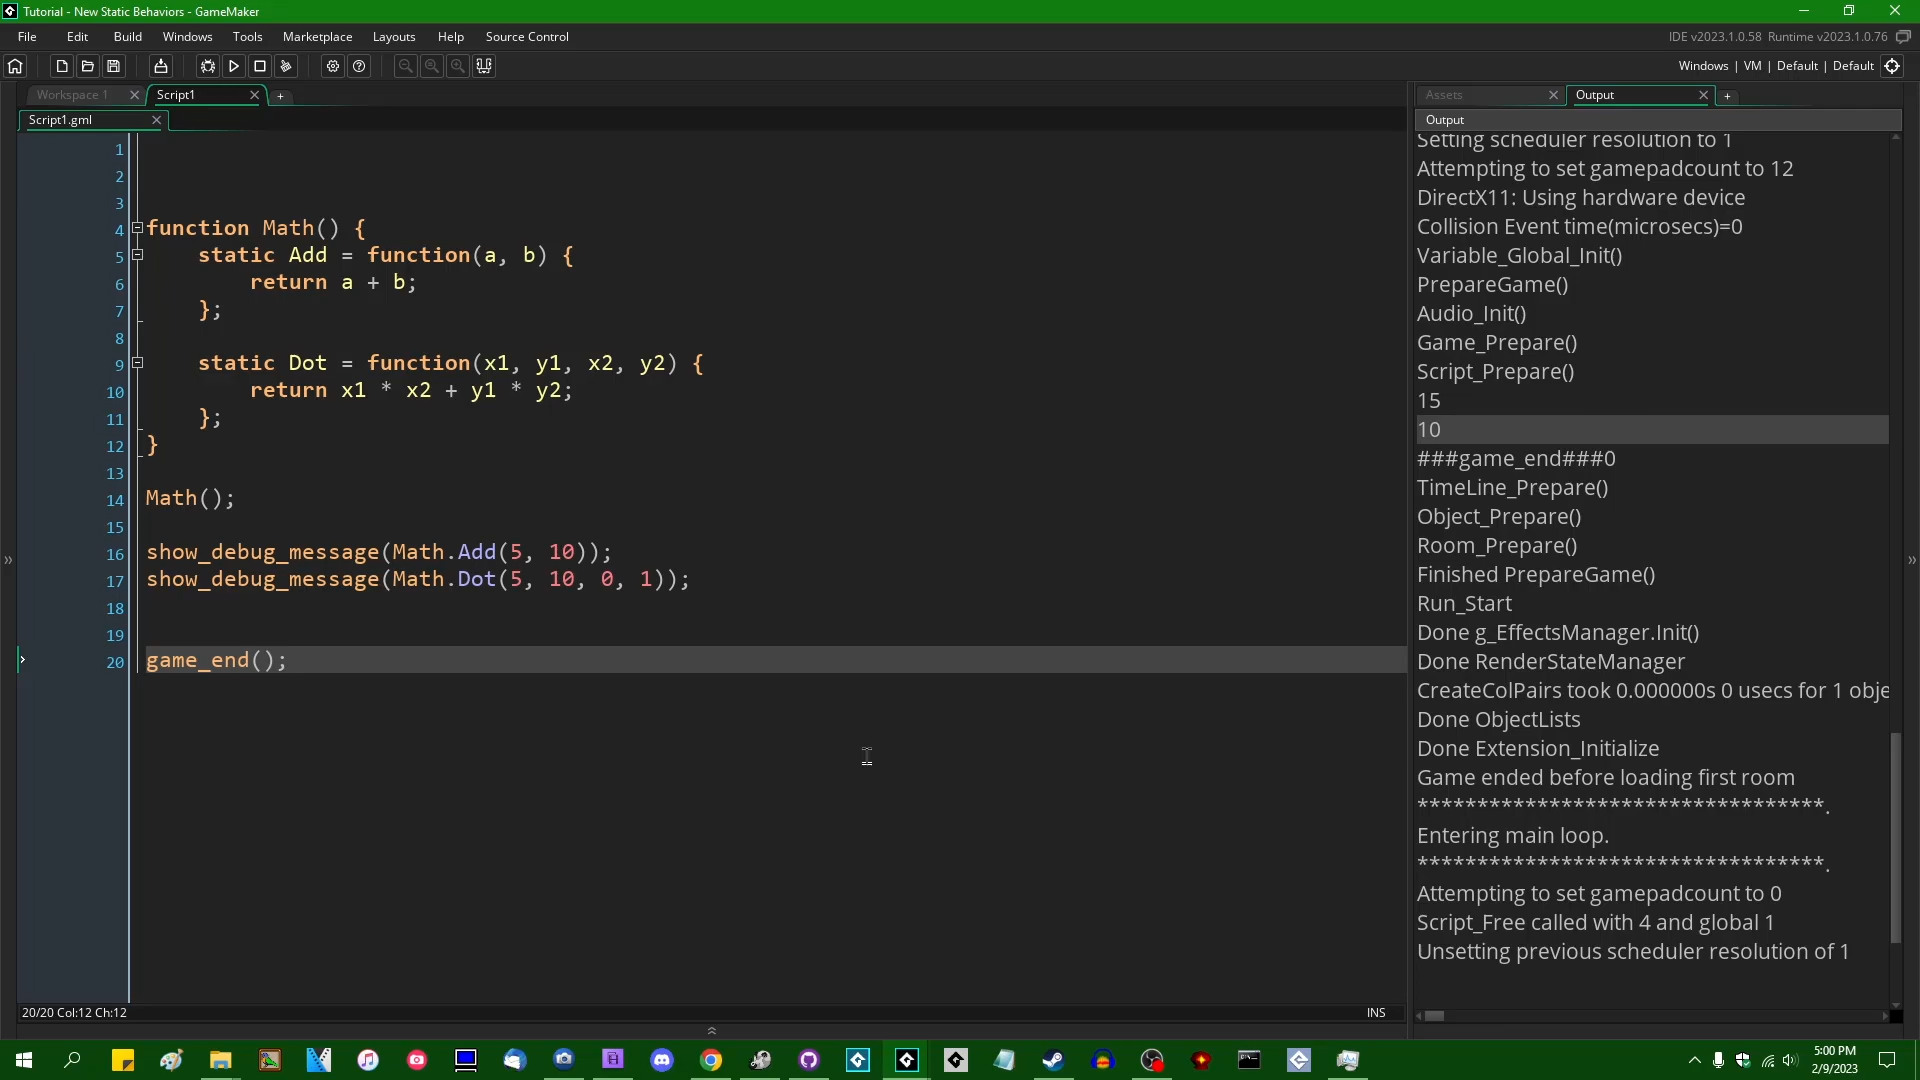 Tutorial - New Static Behaviors - GameMaker
File Edit Build Windows Tools Marketplace Layouts Help Source Control
IDE v2023.1.0.58 Runtime v2023.1.0.76
Windows | VM | Default | Default
Workspace 1
Script1
Assets
Output
Script1.gml
Output
1
2
3
4 function Math() {
5 static Add = function(a, b) {
6 return a + b;
7 };
8
9 static Dot = function(x1, y1, x2, y2) {
10 return x1 * x2 + y1 * y2;
11 };
12 }
13
14 Math();
15
16 show_debug_message(Math.Add(5, 10));
17 show_debug_message(Math.Dot(5, 10, 0, 1));
18
19
20 game_end();
20/20 Col:12 Ch:12
INS
Setting scheduler resolution to 1
Attempting to set gamepadcount to 12
DirectX11: Using hardware device
Collision Event time(microsecs)=0
Variable_Global_Init()
PrepareGame()
Audio_Init()
Game_Prepare()
Script_Prepare()
15
10
###game_end###0
TimeLine_Prepare()
Object_Prepare()
Room_Prepare()
Finished PrepareGame()
Run_Start
Done g_EffectsManager.Init()
Done RenderStateManager
CreateColPairs took 0.000000s 0 usecs for 1 obje
Done ObjectLists
Done Extension_Initialize
Game ended before loading first room
**********************************.
Entering main loop.
**********************************.
Attempting to set gamepadcount to 0
Script_Free called with 4 and global 1
Unsetting previous scheduler resolution of 1
5:00 PM
2/9/2023